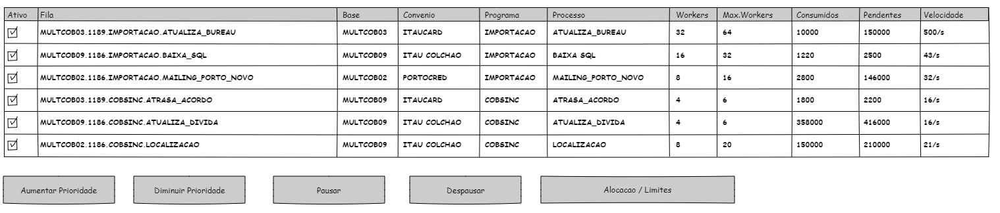 Ativo Fila Base Convenio Programa Processo Workers Max.Workers Consumidos Pendentes Velocidade
MULTCOB03.1189.IMPORTACAO.ATUALIZA_BUREAU MULTCOB03 ITAUCARD IMPORTACAO ATUALIZA_BUREAU 32 64 10000 150000 500/s
MULTCOB09.1186.IMPORTACAO.BAIXA_SQL MULTCOB09 ITAU COLCHAO IMPORTACAO BAIXA SQL 16 32 1220 2500 43/s
MULTCOB02.1186.IMPORTACAO.MAILING_PORTO_NOVO MULTCOB02 PORTOCRED IMPORTACAO MAILING_PORTO_NOVO 8 16 2800 146000 32/s
MULTCOB03.1189.COBSINC.ATRASA_ACORDO MULTCOB09 ITAUCARD COBSINC ATRASA_ACORDO 4 6 1800 2200 16/s
MULTCOB09.1186.COBSINC.ATUALIZA_DIVIDA MULTCOB09 ITAU COLCHAO COBSINC ATUALIZA_DIVIDA 4 6 358000 416000 16/s
MULTCOB02.1186.COBSINC.LOCALIZACAO MULTCOB09 ITAU COLCHAO COBSINC LOCALIZACAO 8 20 150000 210000 21/s
Aumentar Prioridade Diminuir Prioridade Pausar Despausar Alocacao / Limites